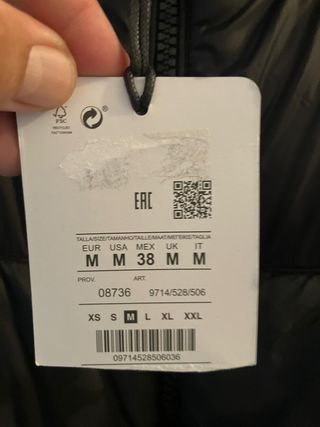 FSC
EAC
TALLA/SIZE/TAMANHO/TAILLE/MAAT/METERIS/TAGLIA
EUR USA MEX UK IT
M M 38 M M
PROV. ART.
08736 9714/528/506
XS S M L XL XXL
09714528506036